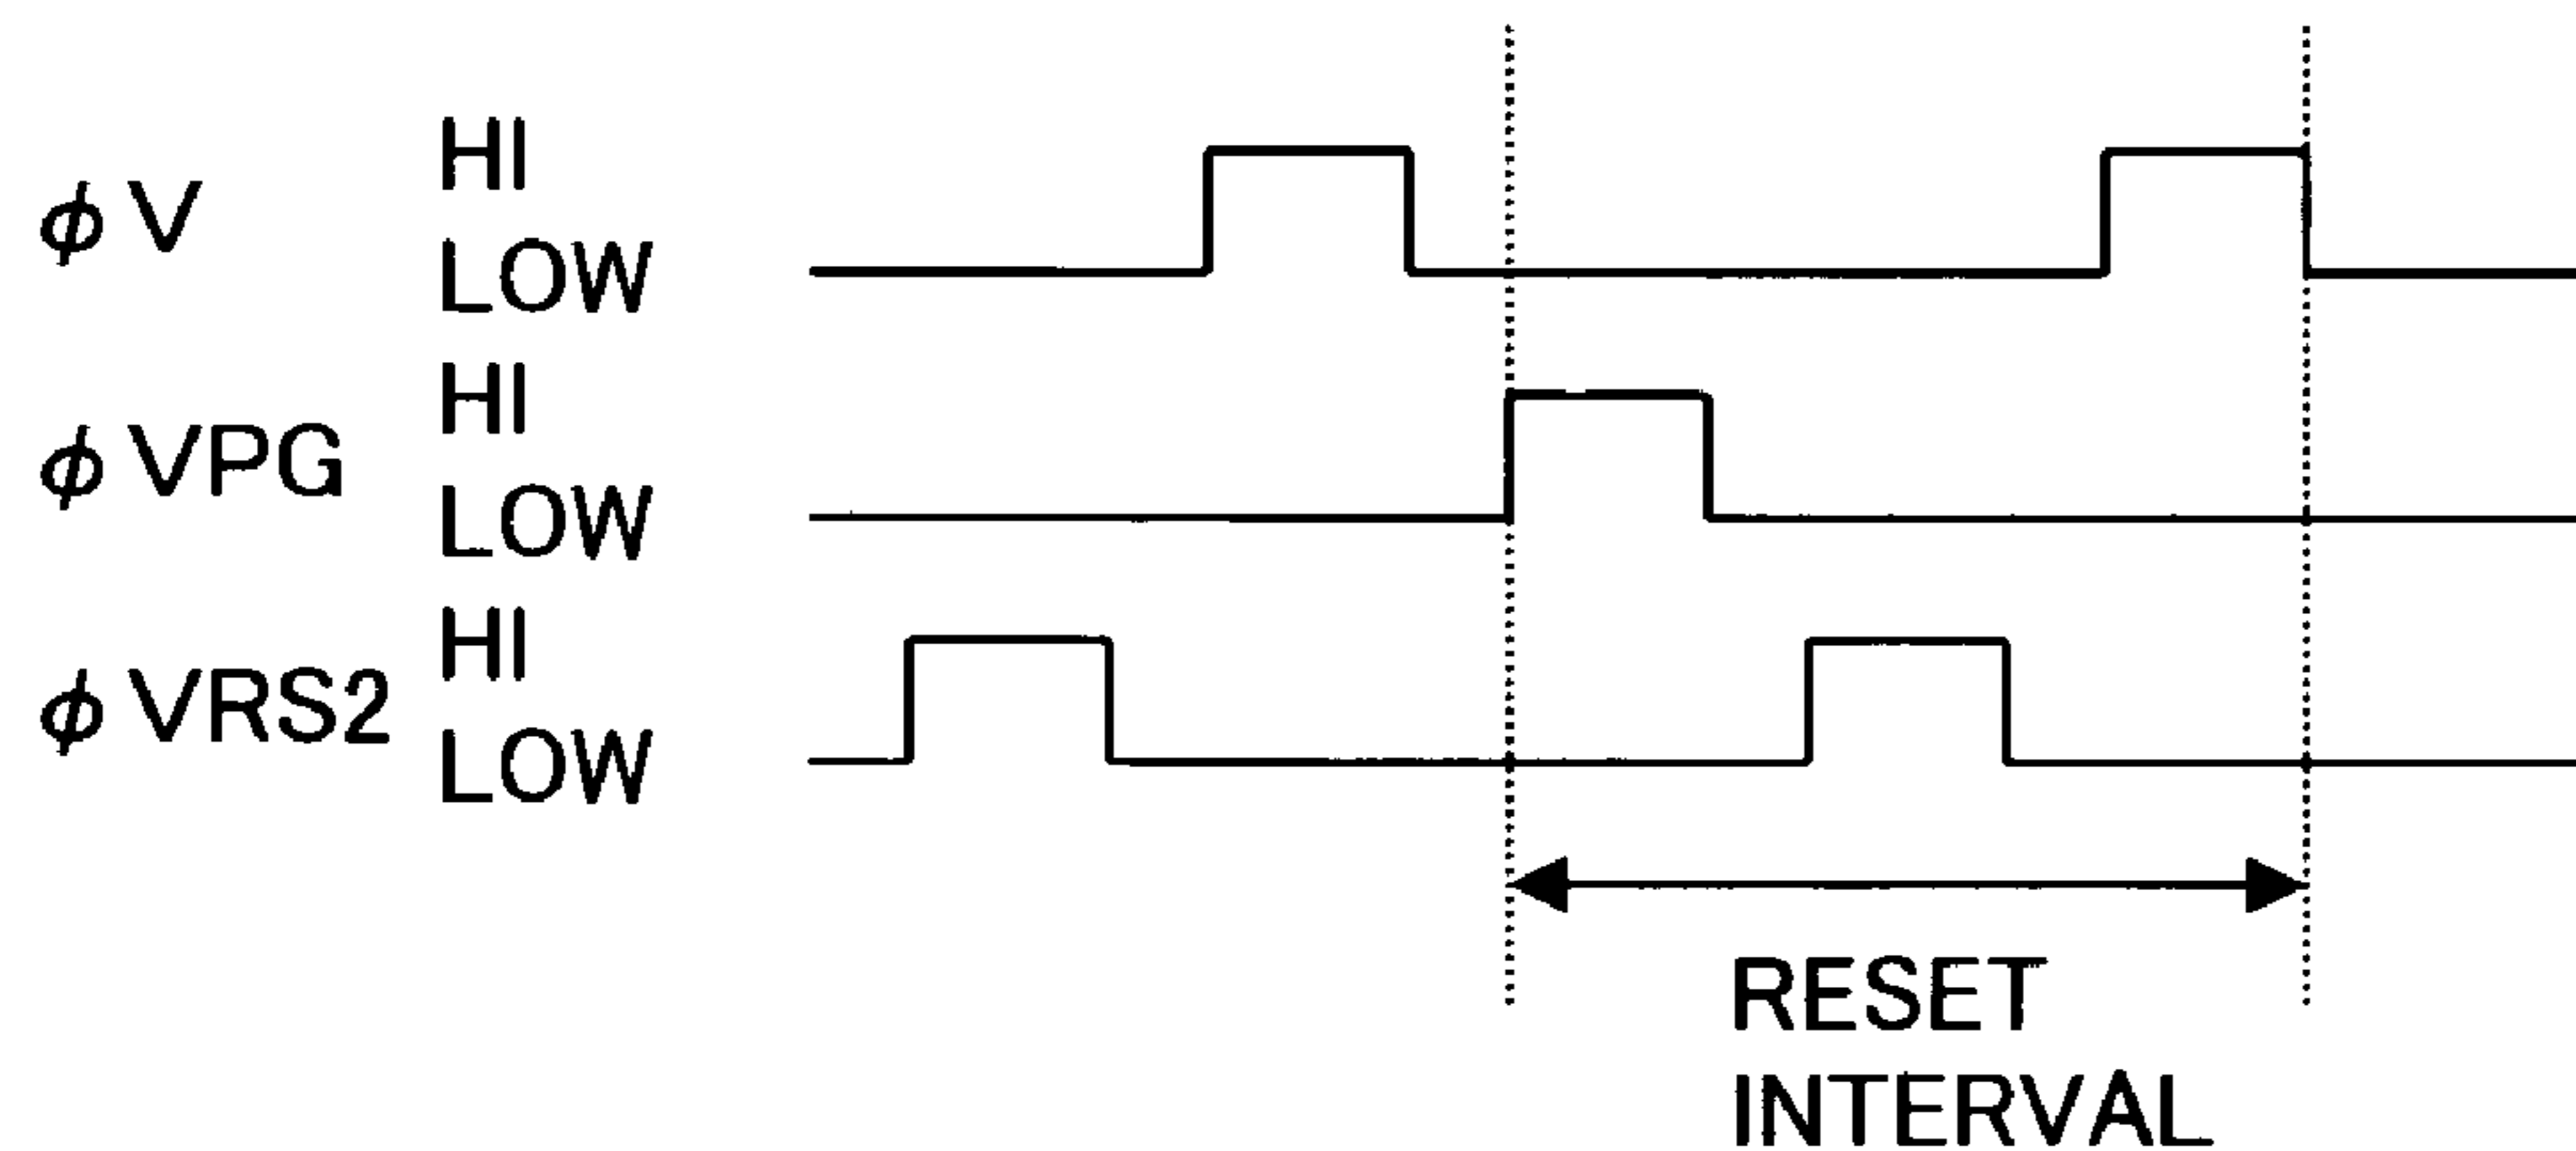 ϕV HI
LOW
ϕVPG HI
LOW
ϕVRS2 HI
LOW
RESET
INTERVAL